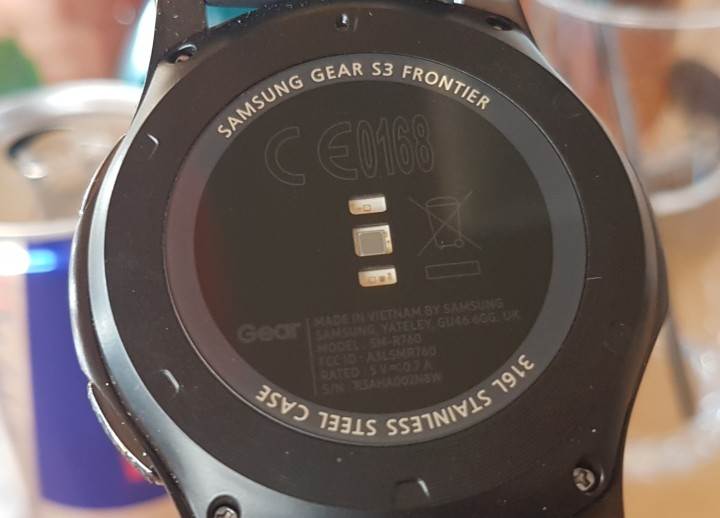 SAMSUNG GEAR S3 FRONTIER
CE0168
Gear
MADE IN VIETNAM BY SAMSUNG
SAMSUNG, YATELEY, GU46 6GG, UK
MODEL : SM-R760
FCC ID : A3LSMR760
RATED : 5 V⎓0.7 A
S/N :
316L STAINLESS STEEL CASE